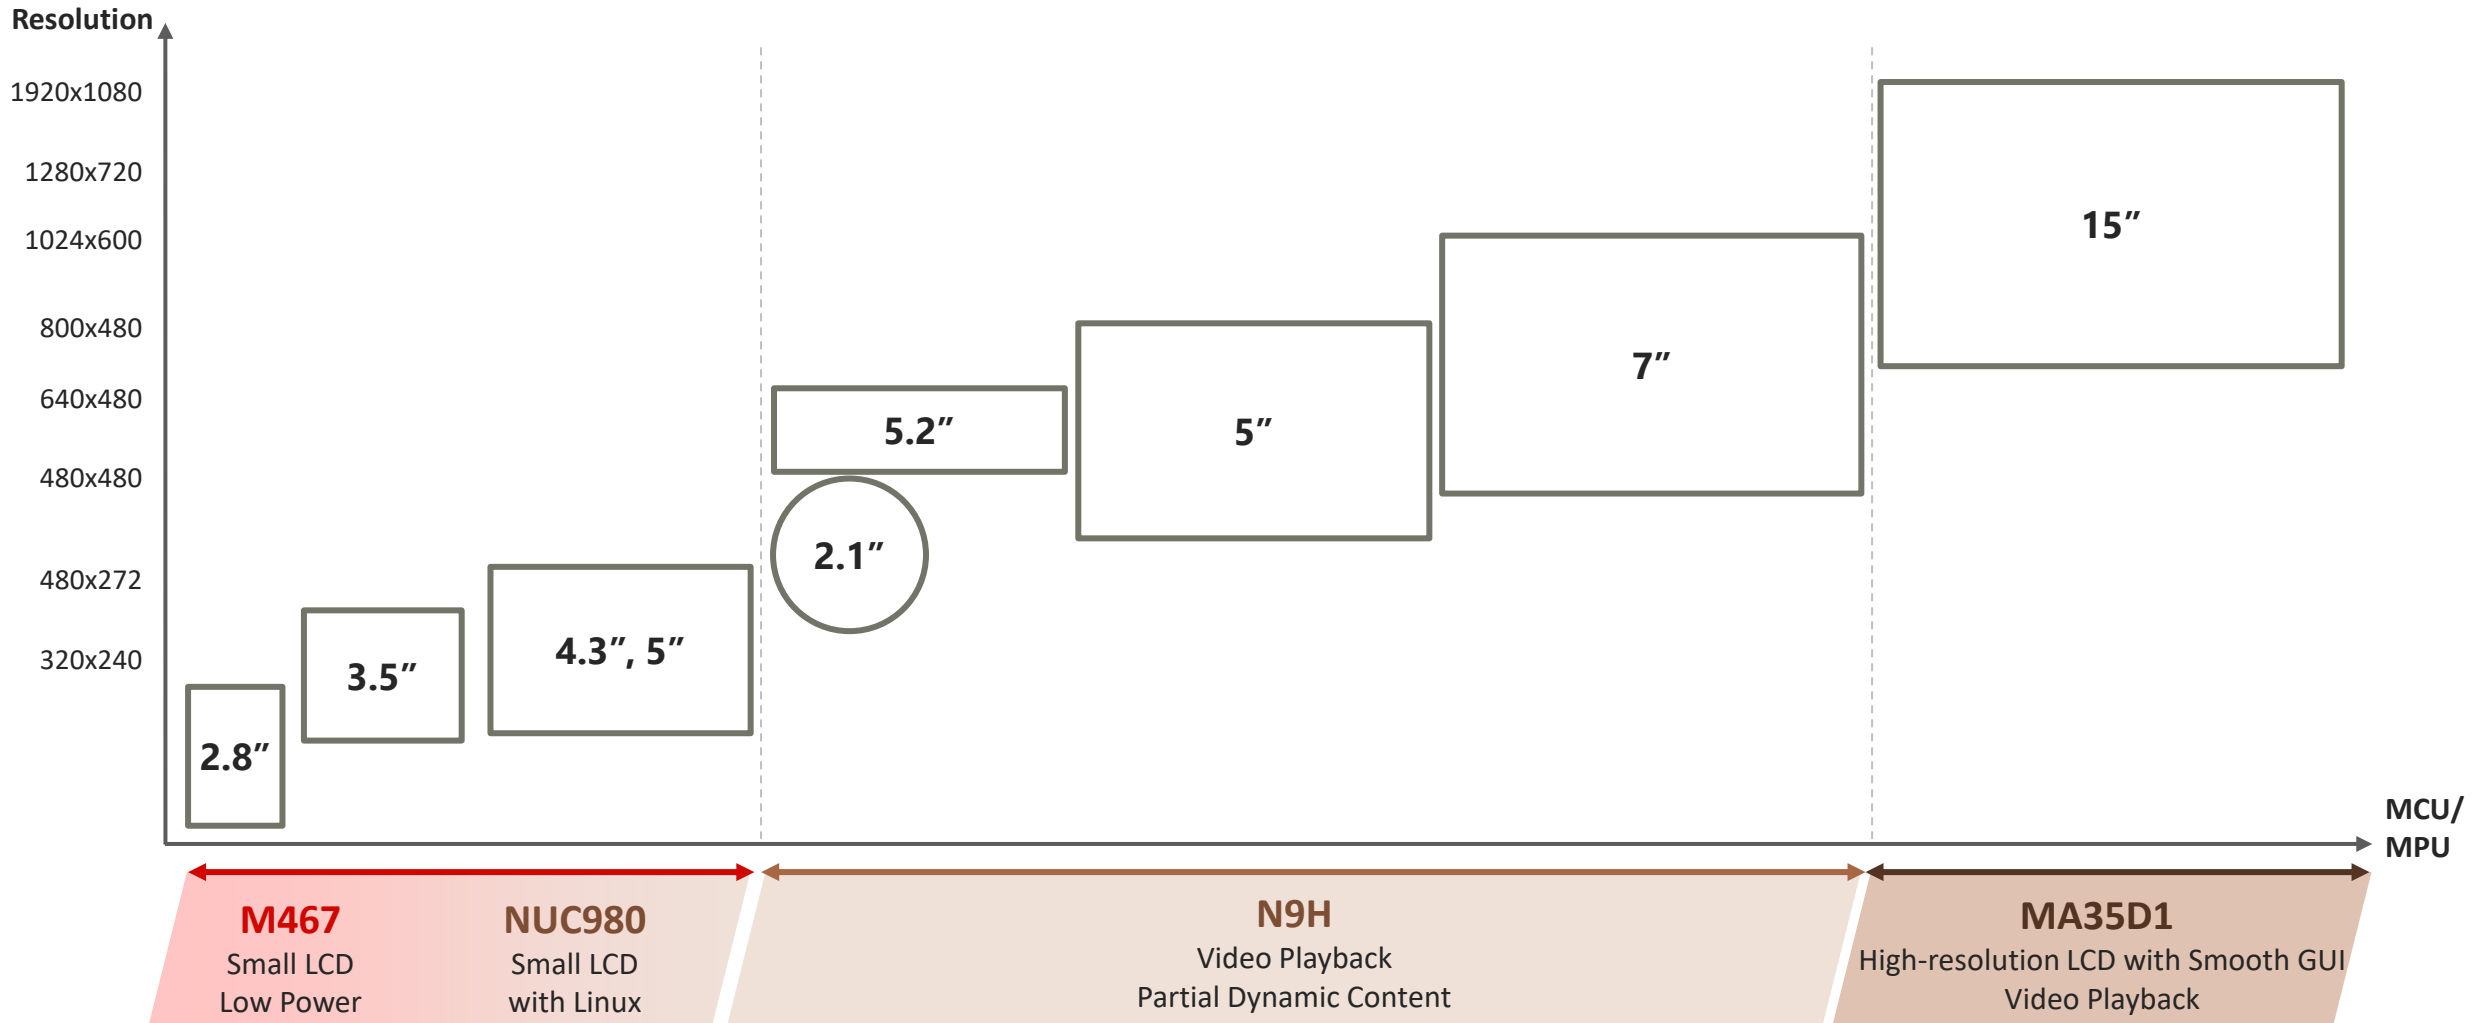 Resolution
1920x1080
1280x720
1024x600
800x480
640x480
480x480
480x272
320x240
2.8″
3.5″
4.3″, 5″
5.2″
2.1″
5″
7″
15″
MCU/
MPU
M467
Small LCD
Low Power
NUC980
Small LCD
with Linux
N9H
Video Playback
Partial Dynamic Content
MA35D1
High-resolution LCD with Smooth GUI
Video Playback